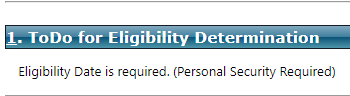 1. ToDo for Eligibility Determination
Eligibility Date is required. (Personal Security Required)